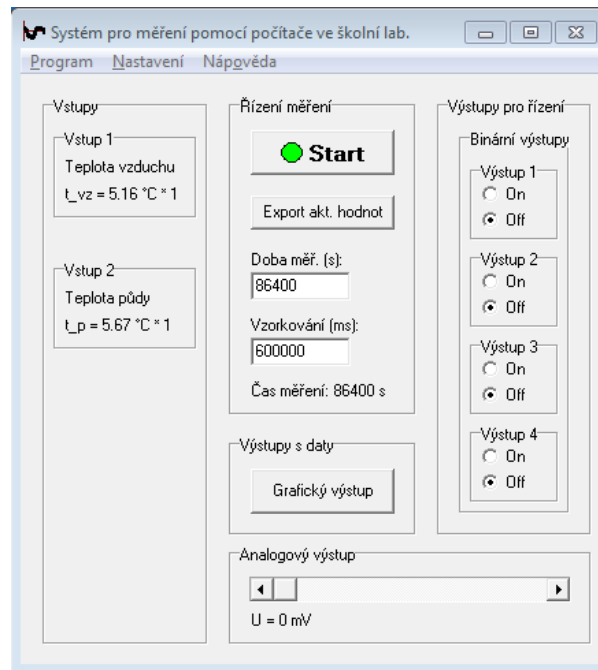 Systém pro měření pomocí počítače ve školní lab.
Program Nastavení Nápověda
Vstupy
Vstup 1
Teplota vzduchu
t_vz = 5.16 °C * 1
Vstup 2
Teplota půdy
t_p = 5.67 °C * 1
Řízení měření
Start
Export akt. hodnot
Doba měř. (s):
86400
Vzorkování (ms):
600000
Čas měření: 86400 s
Výstupy s daty
Grafický výstup
Výstupy pro řízení
Binární výstupy
Výstup 1
On
Off
Výstup 2
On
Off
Výstup 3
On
Off
Výstup 4
On
Off
Analogový výstup
U = 0 mV